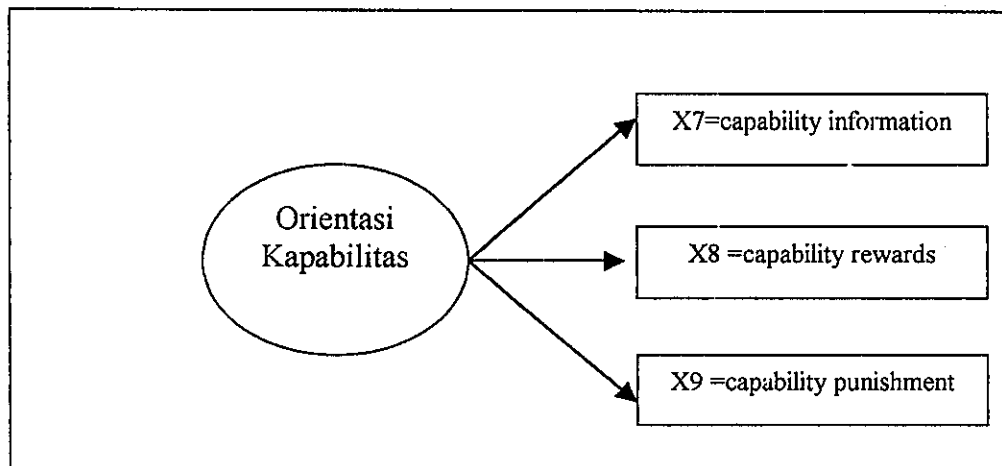 Orientasi
Kapabilitas
X7=capability information
X8 =capability rewards
X9 =capability punishment